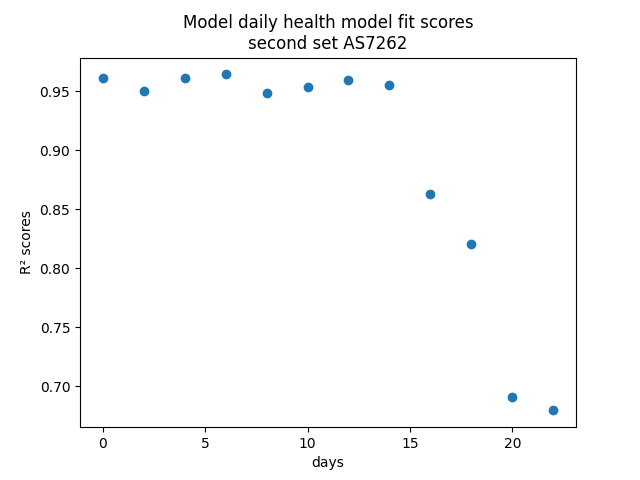 Model daily health model fit scores
second set AS7262
R² scores
0.95
0.90
0.85
0.80
0.75
0.70
0 5 10 15 20
days